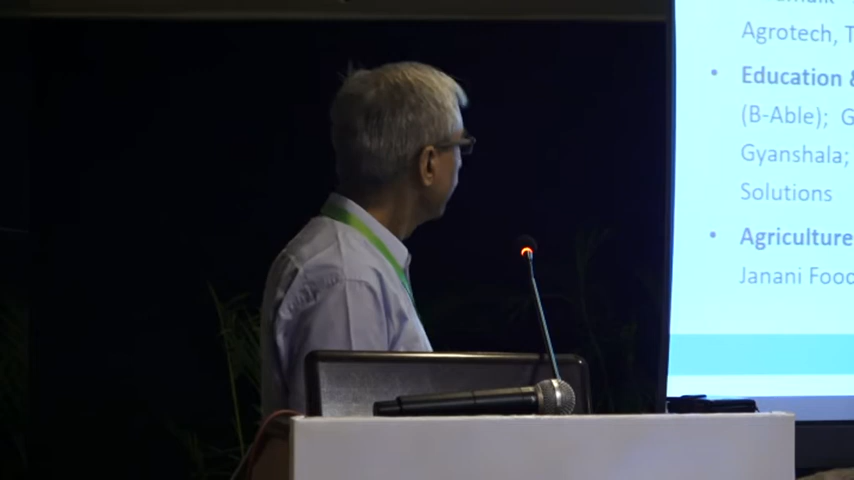 Agrotech, T
• Education &
(B-Able); G
Gyanshala;
Solutions
• Agriculture
Janani Food